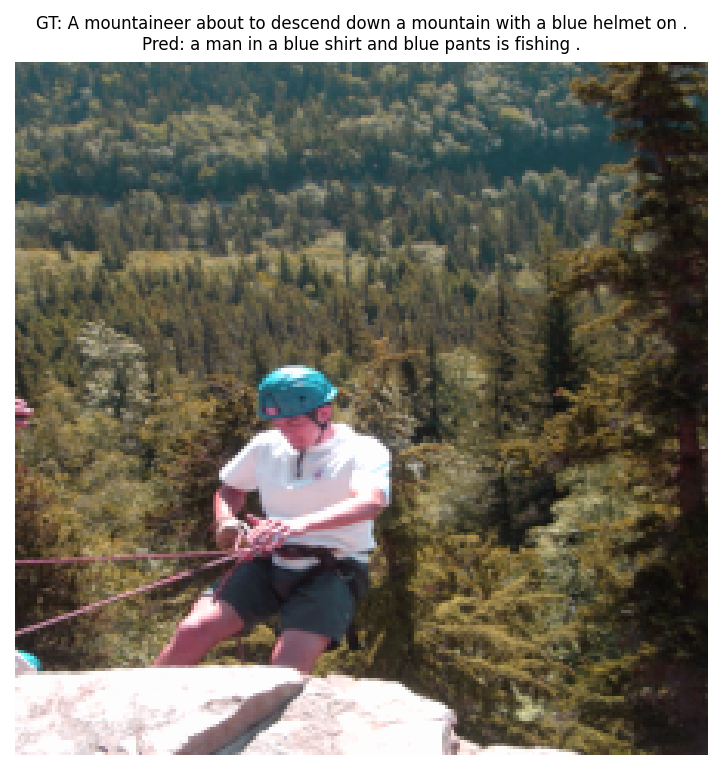 GT: A mountaineer about to descend down a mountain with a blue helmet on .
Pred: a man in a blue shirt and blue pants is fishing .